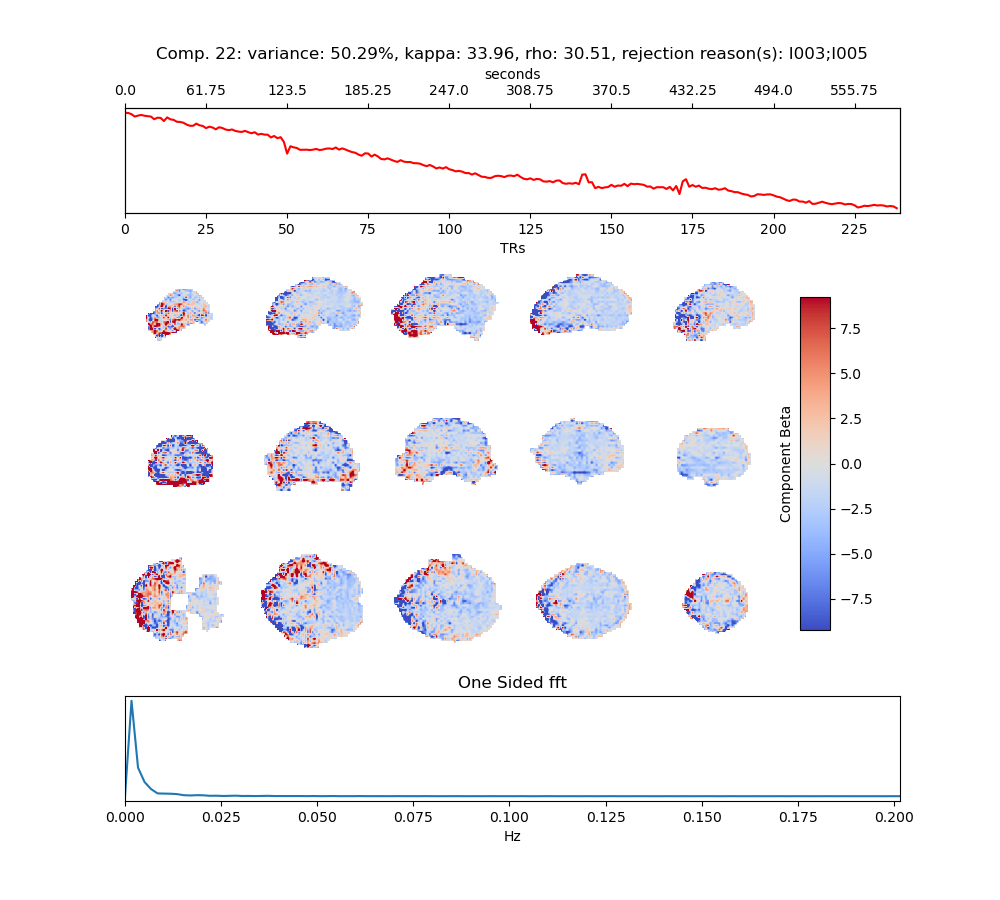 Comp. 22: variance: 50.29%, kappa: 33.96, rho: 30.51, rejection reason(s): I003;I005
seconds
0.0 61.75 123.5 185.25 247.0 308.75 370.5 432.25 494.0 555.75
0 25 50 75 100 125 150 175 200 225
TRs
7.5
5.0
2.5
0.0
−2.5
−5.0
−7.5
Component Beta
One Sided fft
0.000 0.025 0.050 0.075 0.100 0.125 0.150 0.175 0.200
Hz